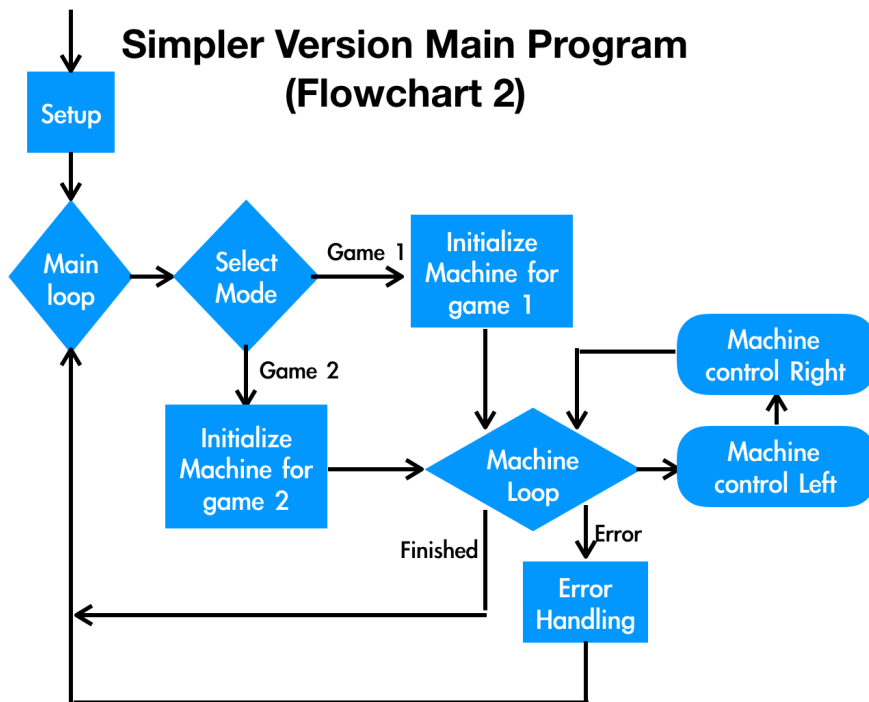 Simpler Version Main Program
(Flowchart 2)
Setup
Main
loop
Select
Mode
Game 1
Initialize
Machine for
game 1
Game 2
Initialize
Machine for
game 2
Machine
Loop
Machine
control Right
Machine
control Left
Finished
Error
Error
Handling